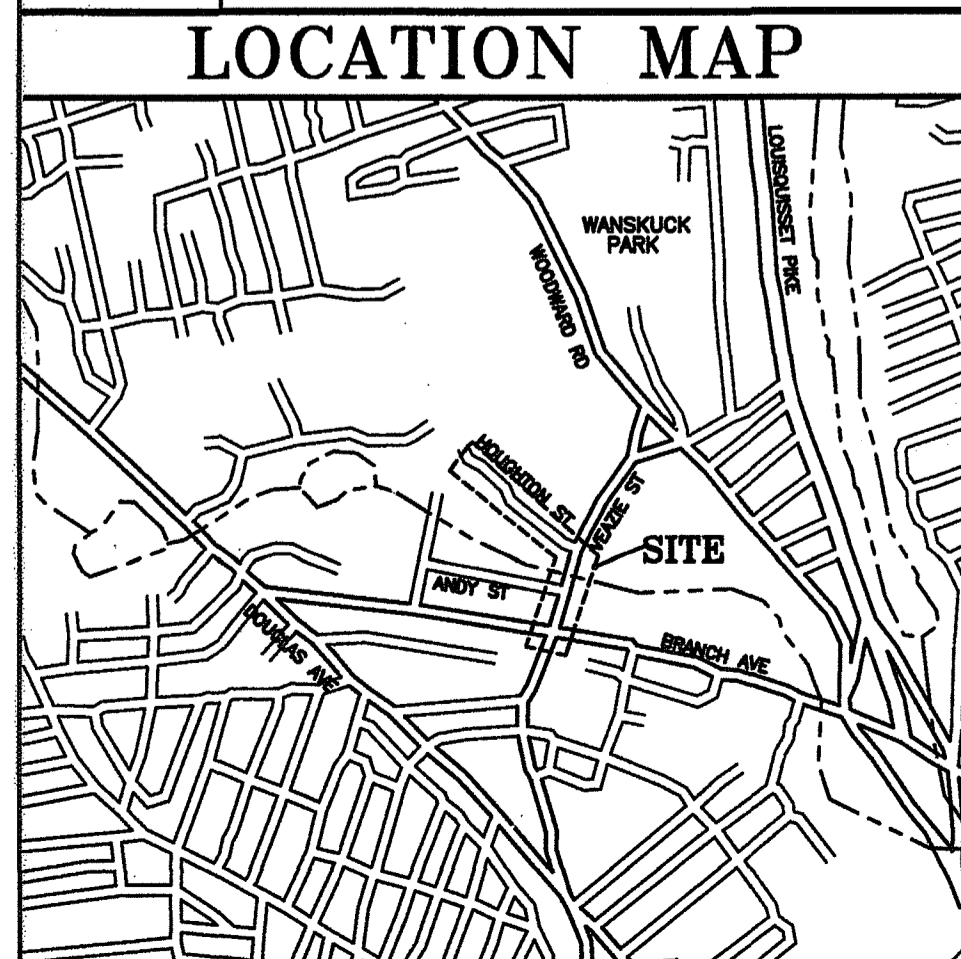 LOCATION MAP
LOUISQUISSET PIKE
WANSKUCK
PARK
WOODWARD RD
HOUGHTON ST.
VEAZIE ST
SITE
ANDY ST
DOUGLAS AVE
BRANCH AVE